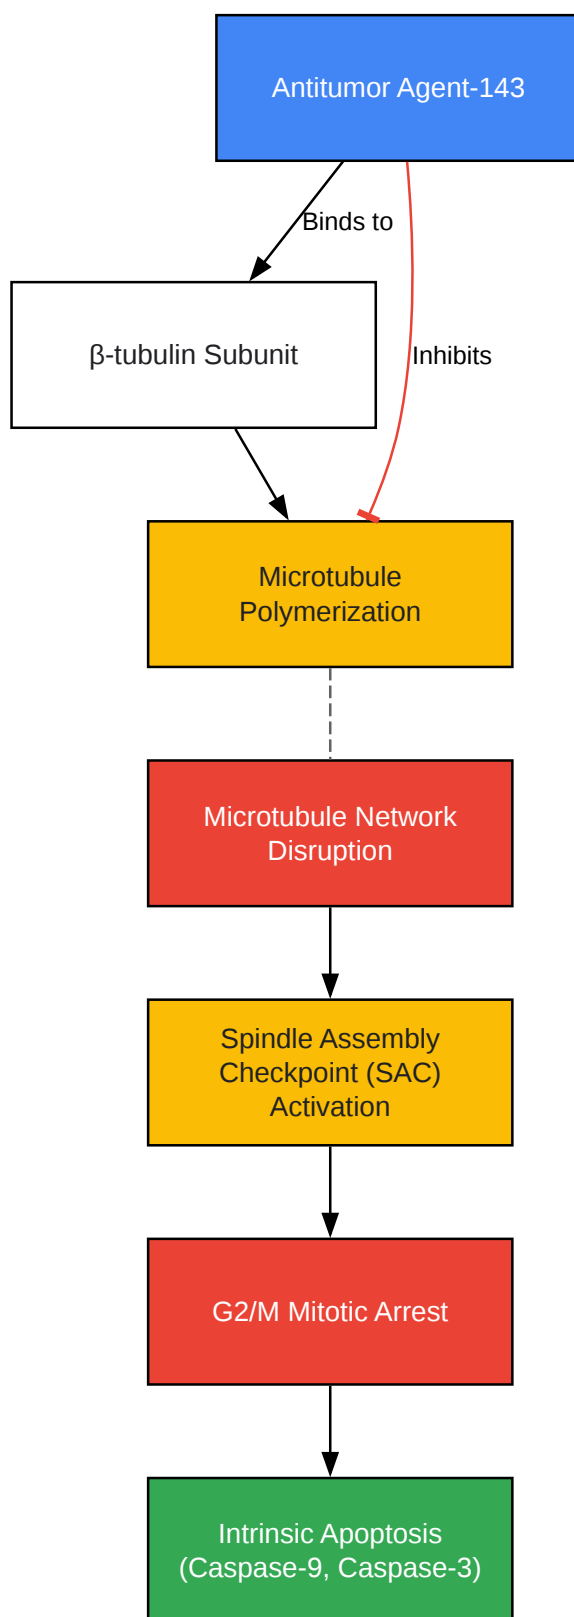 Antitumor Agent-143
Binds to
β-tubulin Subunit
Inhibits
Microtubule
Polymerization
Microtubule Network
Disruption
Spindle Assembly
Checkpoint (SAC)
Activation
G2/M Mitotic Arrest
Intrinsic Apoptosis
(Caspase-9, Caspase-3)